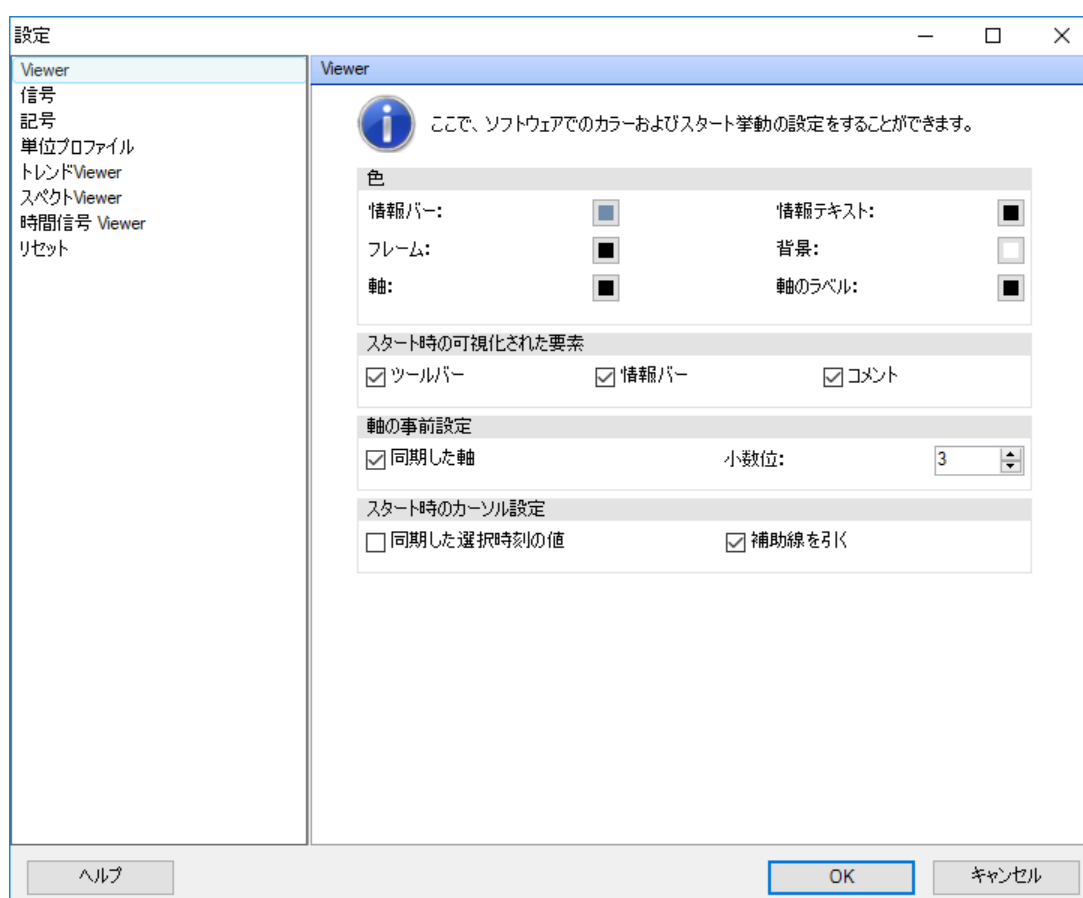 設定
Viewer
信号
記号
単位プロファイル
トレンドViewer
スペクトViewer
時間信号 Viewer
リセット
Viewer
ここで、ソフトウェアでのカラーおよびスタート挙動の設定をすることができます。
色
情報バー: 情報テキスト:
フレーム: 背景:
軸: 軸のラベル:
スタート時の可視化された要素
ツールバー 情報バー コメント
軸の事前設定
同期した軸 小数位: 3
スタート時のカーソル設定
同期した選択時刻の値 補助線を引く
ヘルプ OK キャンセル